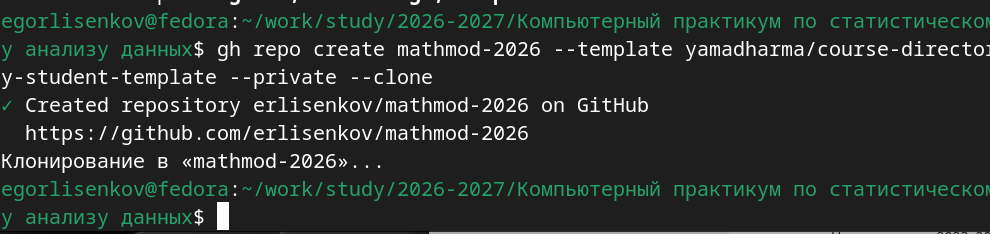 egorlisenkov@fedora:~/work/study/2026-2027/Компьютерный практикум по статистическом
у анализу данных$ gh repo create mathmod-2026 --template yamadharma/course-director
y-student-template --private --clone
✓ Created repository erlisenkov/mathmod-2026 on GitHub
  https://github.com/erlisenkov/mathmod-2026
Клонирование в «mathmod-2026»...
egorlisenkov@fedora:~/work/study/2026-2027/Компьютерный практикум по статистическом
у анализу данных$